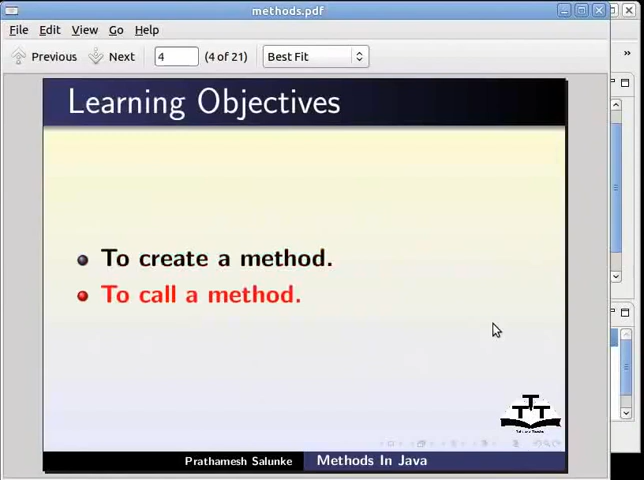 methods.pdf
File Edit View Go Help
Previous Next 4 (4 of 21) Best Fit
»
Learning Objectives
To create a method.
To call a method.
TTT
Prathamesh Salunke Methods In Java